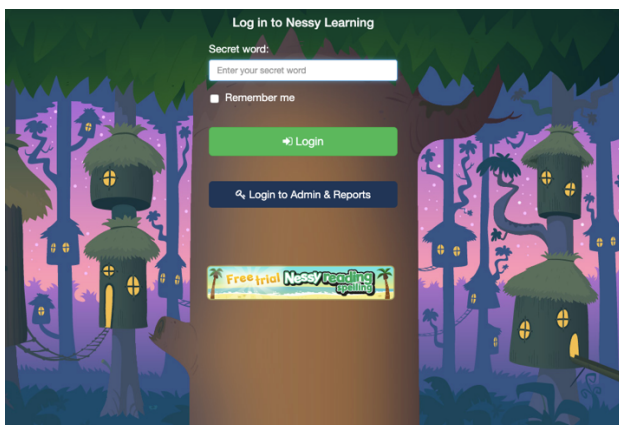 Log in to Nessy Learning
Secret word:
Enter your secret word
Remember me
Login
Login to Admin & Reports
Free trial Nessy reading
spelling